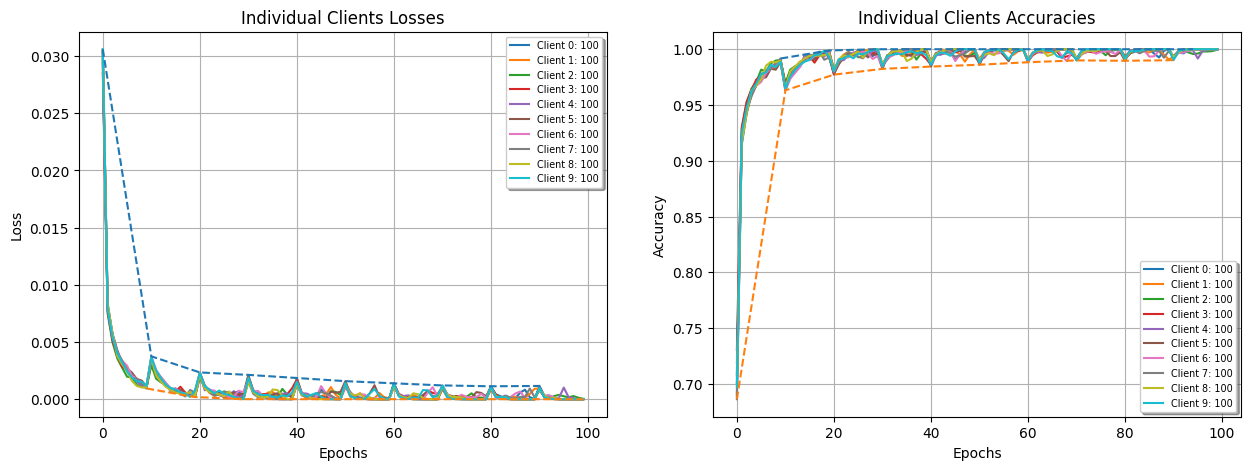 Individual Clients Losses
Loss
0.030
0.025
0.020
0.015
0.010
0.005
0.000
0
20
40
60
80
100
Epochs
Client 0: 100
Client 1: 100
Client 2: 100
Client 3: 100
Client 4: 100
Client 5: 100
Client 6: 100
Client 7: 100
Client 8: 100
Client 9: 100
Individual Clients Accuracies
Accuracy
1.00
0.95
0.90
0.85
0.80
0.75
0.70
0
20
40
60
80
100
Epochs
Client 0: 100
Client 1: 100
Client 2: 100
Client 3: 100
Client 4: 100
Client 5: 100
Client 6: 100
Client 7: 100
Client 8: 100
Client 9: 100